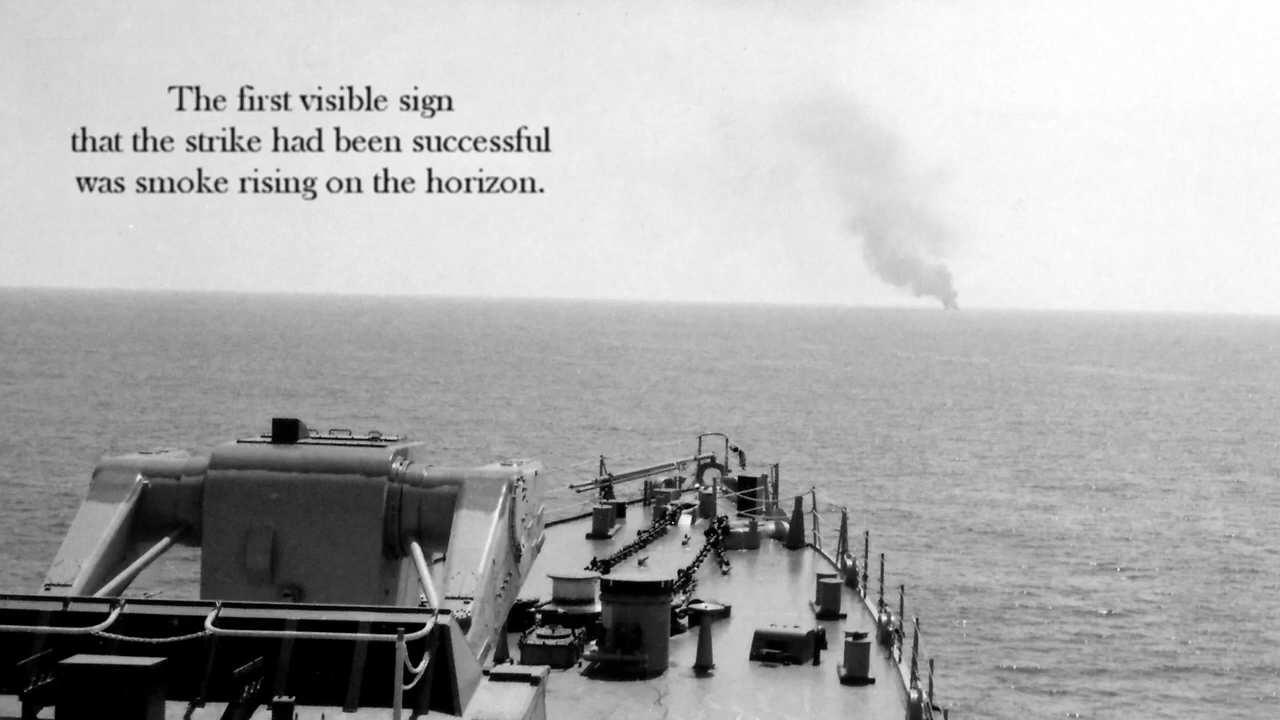 The first visible sign
that the strike had been successful
was smoke rising on the horizon.